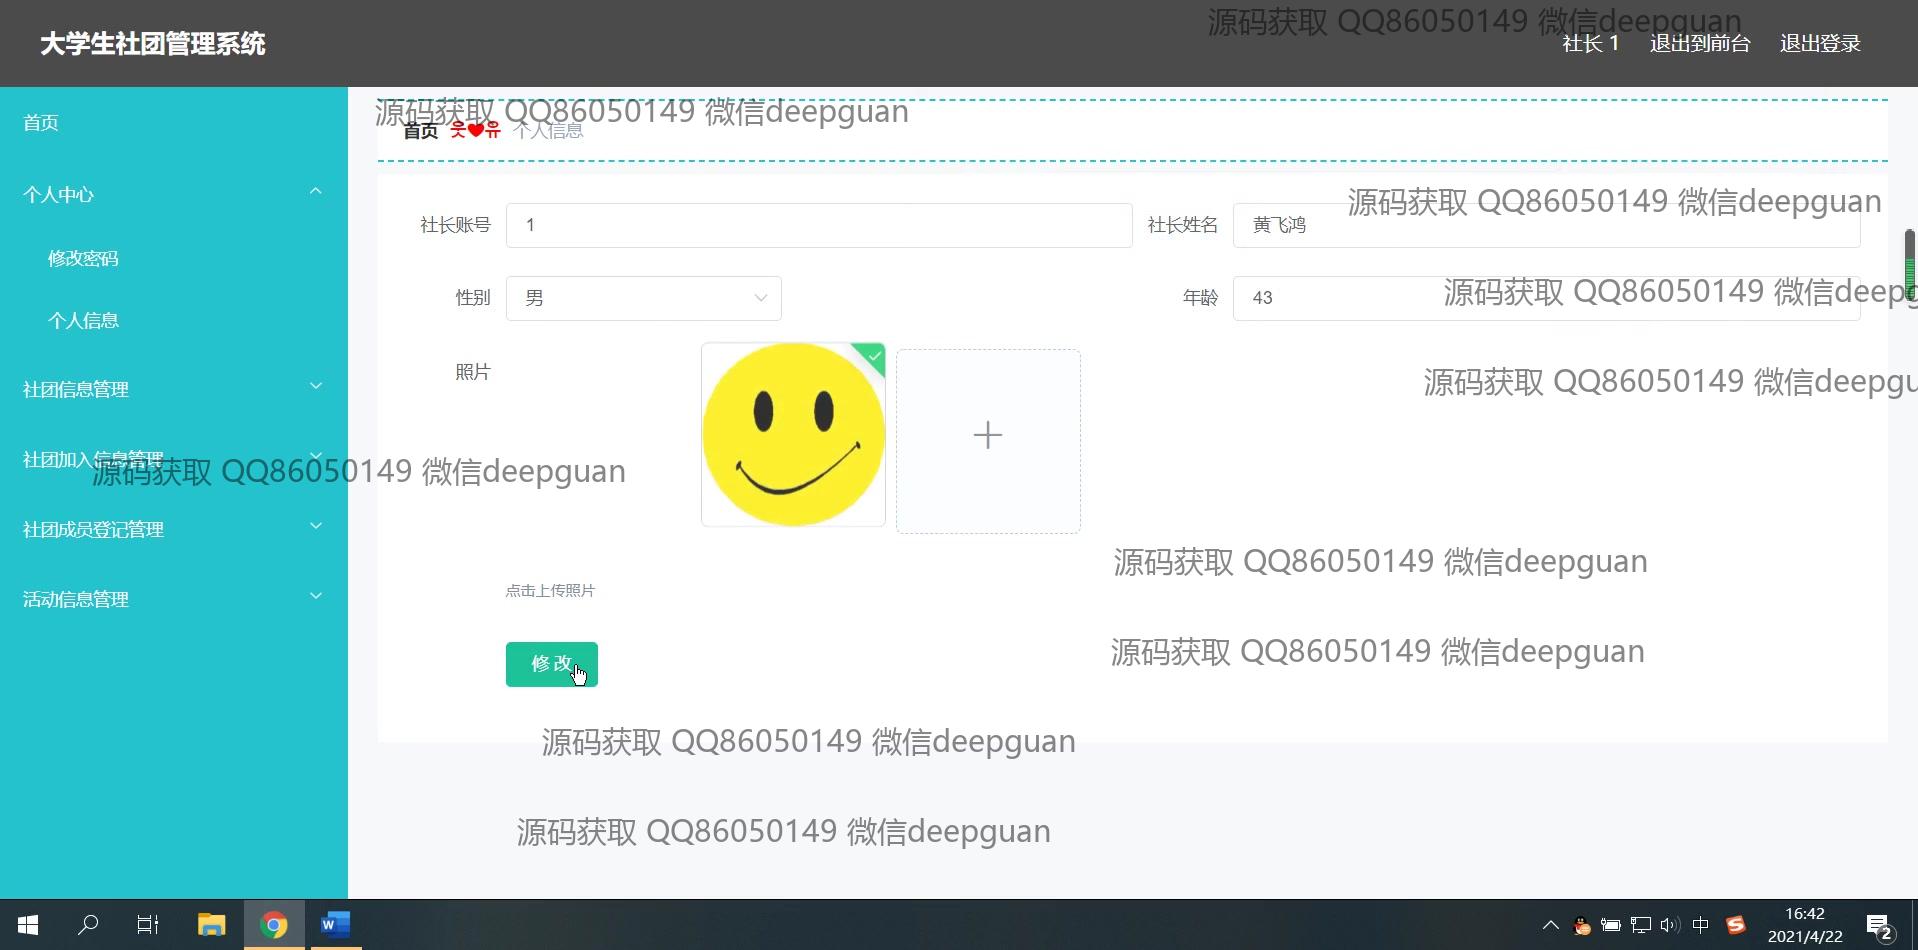 源码获取 QQ86050149 微信deepguan
大学生社团管理系统
社长 1 退出到前台 退出登录
源码获取 QQ86050149 微信deepguan
首页
首页 웃❤유 个人信息
个人中心
源码获取 QQ86050149 微信deepguan
社长账号 1 社长姓名 黄飞鸿
修改密码
源码获取 QQ86050149 微信deepg
性别 男 年龄 43
个人信息
照片
源码获取 QQ86050149 微信deepgu
社团信息管理
社团加入信息管理
源码获取 QQ86050149 微信deepguan
社团成员登记管理
源码获取 QQ86050149 微信deepguan
点击上传照片
活动信息管理
源码获取 QQ86050149 微信deepguan
修改
源码获取 QQ86050149 微信deepguan
源码获取 QQ86050149 微信deepguan
W 中 S 16:42
2021/4/22 2